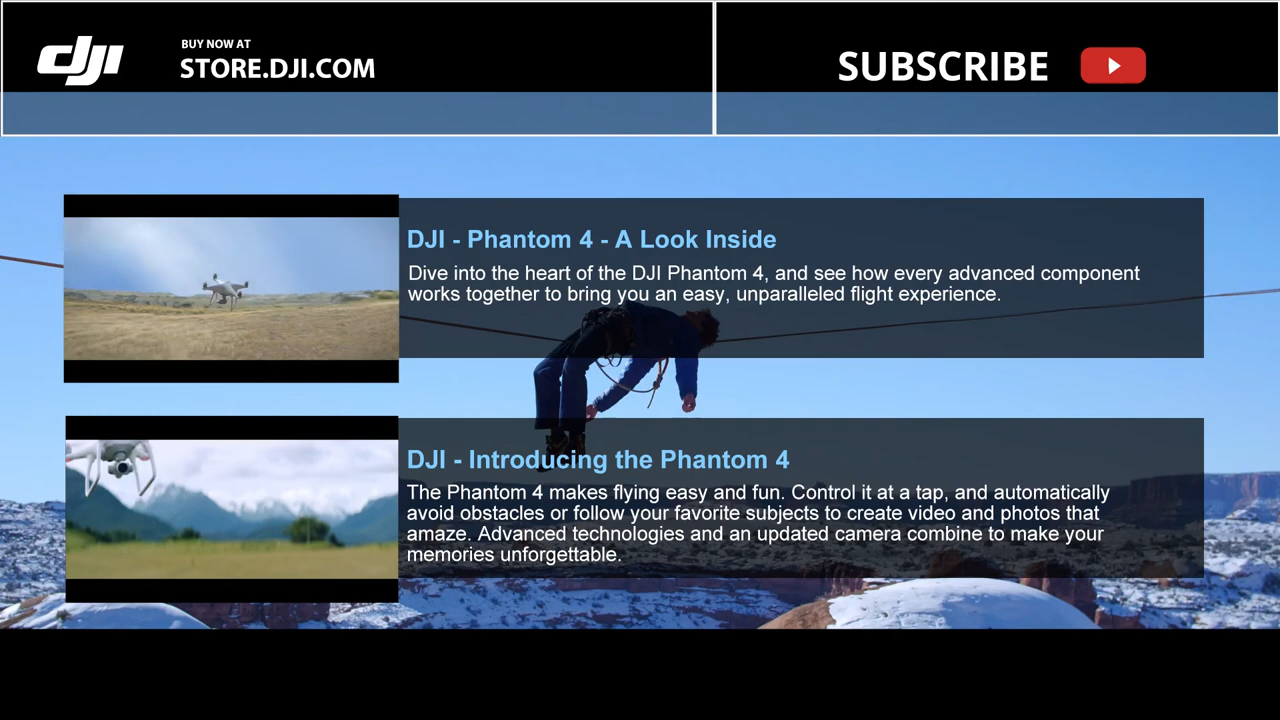 dji
BUY NOW AT
STORE.DJI.COM
SUBSCRIBE
DJI - Phantom 4 - A Look Inside
Dive into the heart of the DJI Phantom 4, and see how every advanced component
works together to bring you an easy, unparalleled flight experience.
DJI - Introducing the Phantom 4
The Phantom 4 makes flying easy and fun. Control it at a tap, and automatically
avoid obstacles or follow your favorite subjects to create video and photos that
amaze. Advanced technologies and an updated camera combine to make your
memories unforgettable.